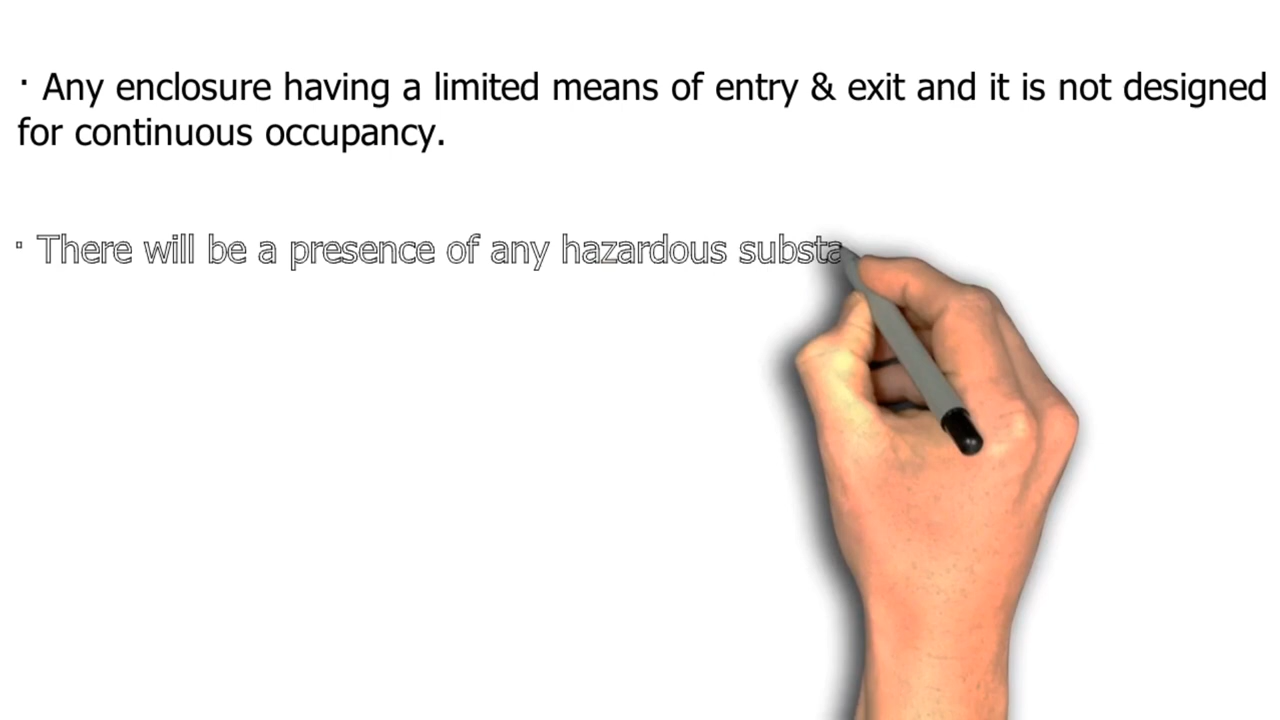 · Any enclosure having a limited means of entry & exit and it is not designed
for continuous occupancy.
· There will be a presence of any hazardous substa